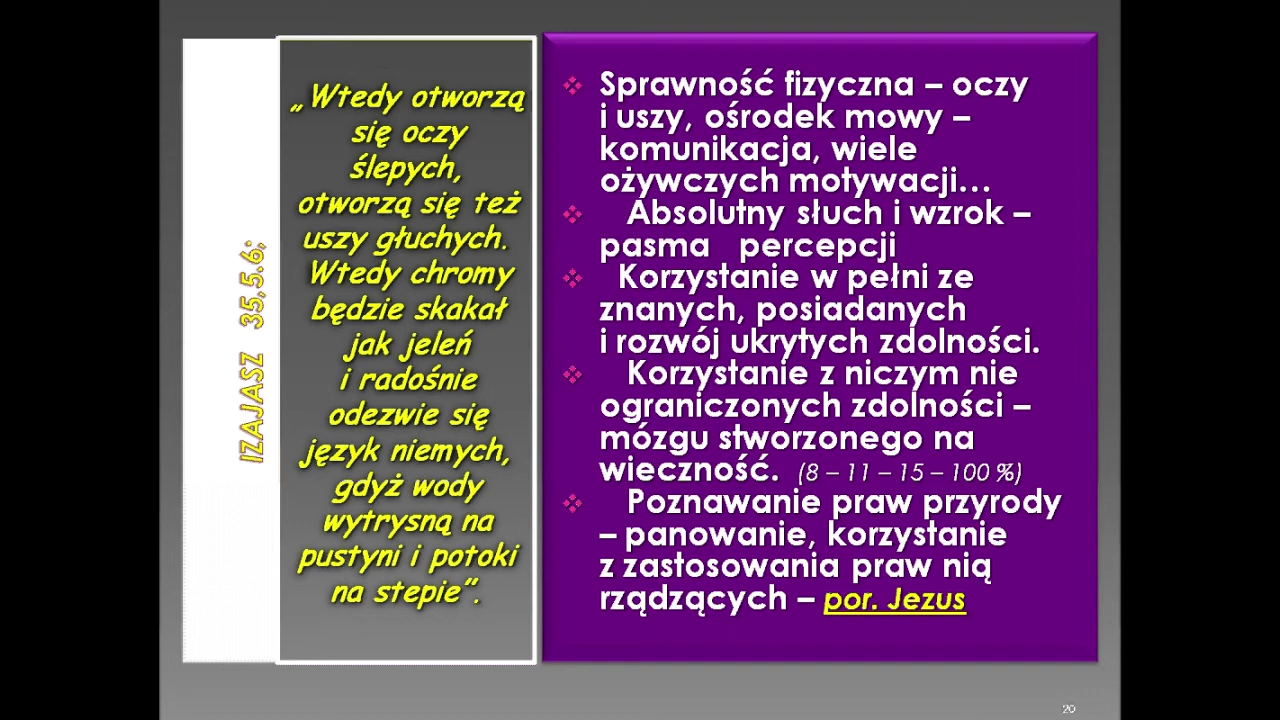 IZAJASZ 35,5.6;
„Wtedy otworzą
się oczy
ślepych,
otworzą się też
uszy głuchych.
Wtedy chromy
będzie skakał
jak jeleń
i radośnie
odezwie się
język niemych,
gdyż wody
wytrysną na
pustyni i potoki
na stepie”.
Sprawność fizyczna – oczy
i uszy, ośrodek mowy –
komunikacja, wiele
ożywczych motywacji…
Absolutny słuch i wzrok –
pasma percepcji
Korzystanie w pełni ze
znanych, posiadanych
i rozwój ukrytych zdolności.
Korzystanie z niczym nie
ograniczonych zdolności –
mózgu stworzonego na
wieczność. (8 – 11 – 15 – 100 %)
Poznawanie praw przyrody
– panowanie, korzystanie
z zastosowania praw nią
rządzących – por. Jezus
20